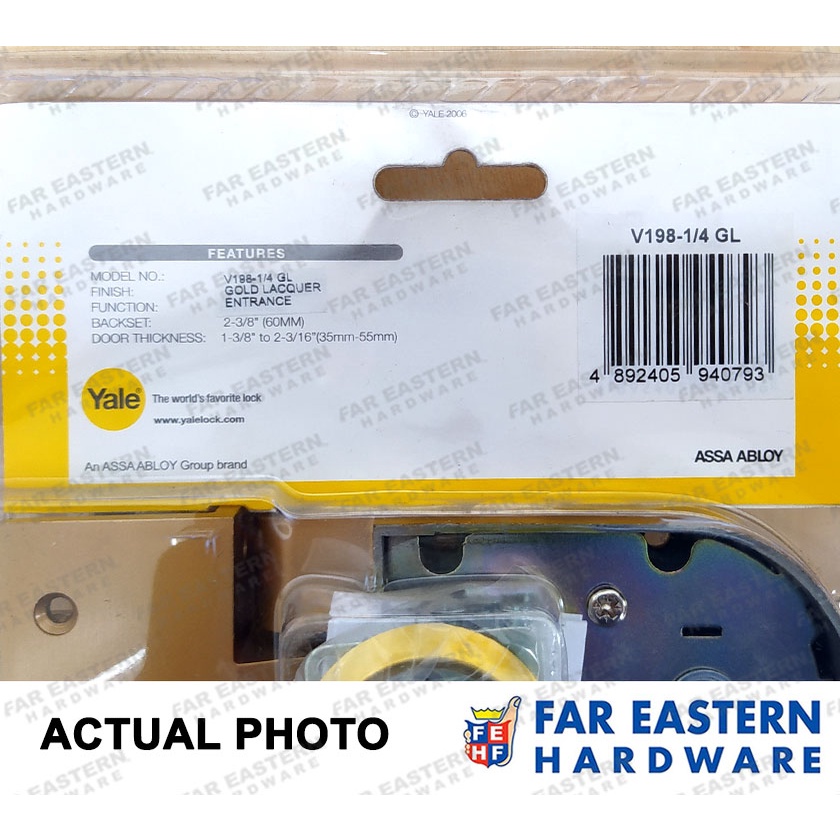 © YALE 2006
FEATURES
MODEL NO.: V198-1/4 GL
FINISH: GOLD LACQUER
FUNCTION: ENTRANCE
BACKSET: 2-3/8" (60MM)
DOOR THICKNESS: 1-3/8" to 2-3/16"(35mm-55mm)
V198-1/4 GL
4 892405 940793
Yale® The world's favorite lock
www.yalelock.com
An ASSA ABLOY Group brand
ASSA ABLOY
ACTUAL PHOTO
FEHF
FAR EASTERN
HARDWARE